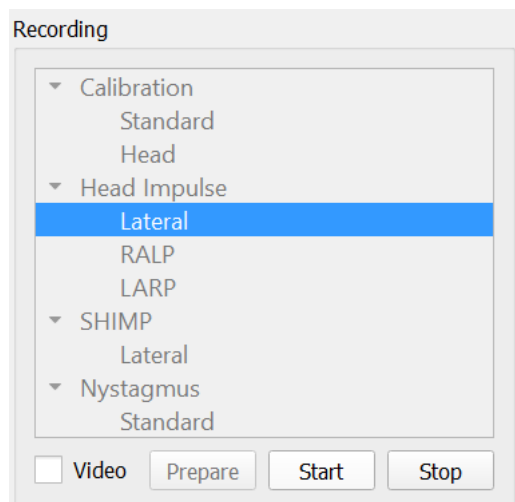 Recording
Calibration
Standard
Head
Head Impulse
Lateral
RALP
LARP
SHIMP
Lateral
Nystagmus
Standard
Video Prepare Start Stop